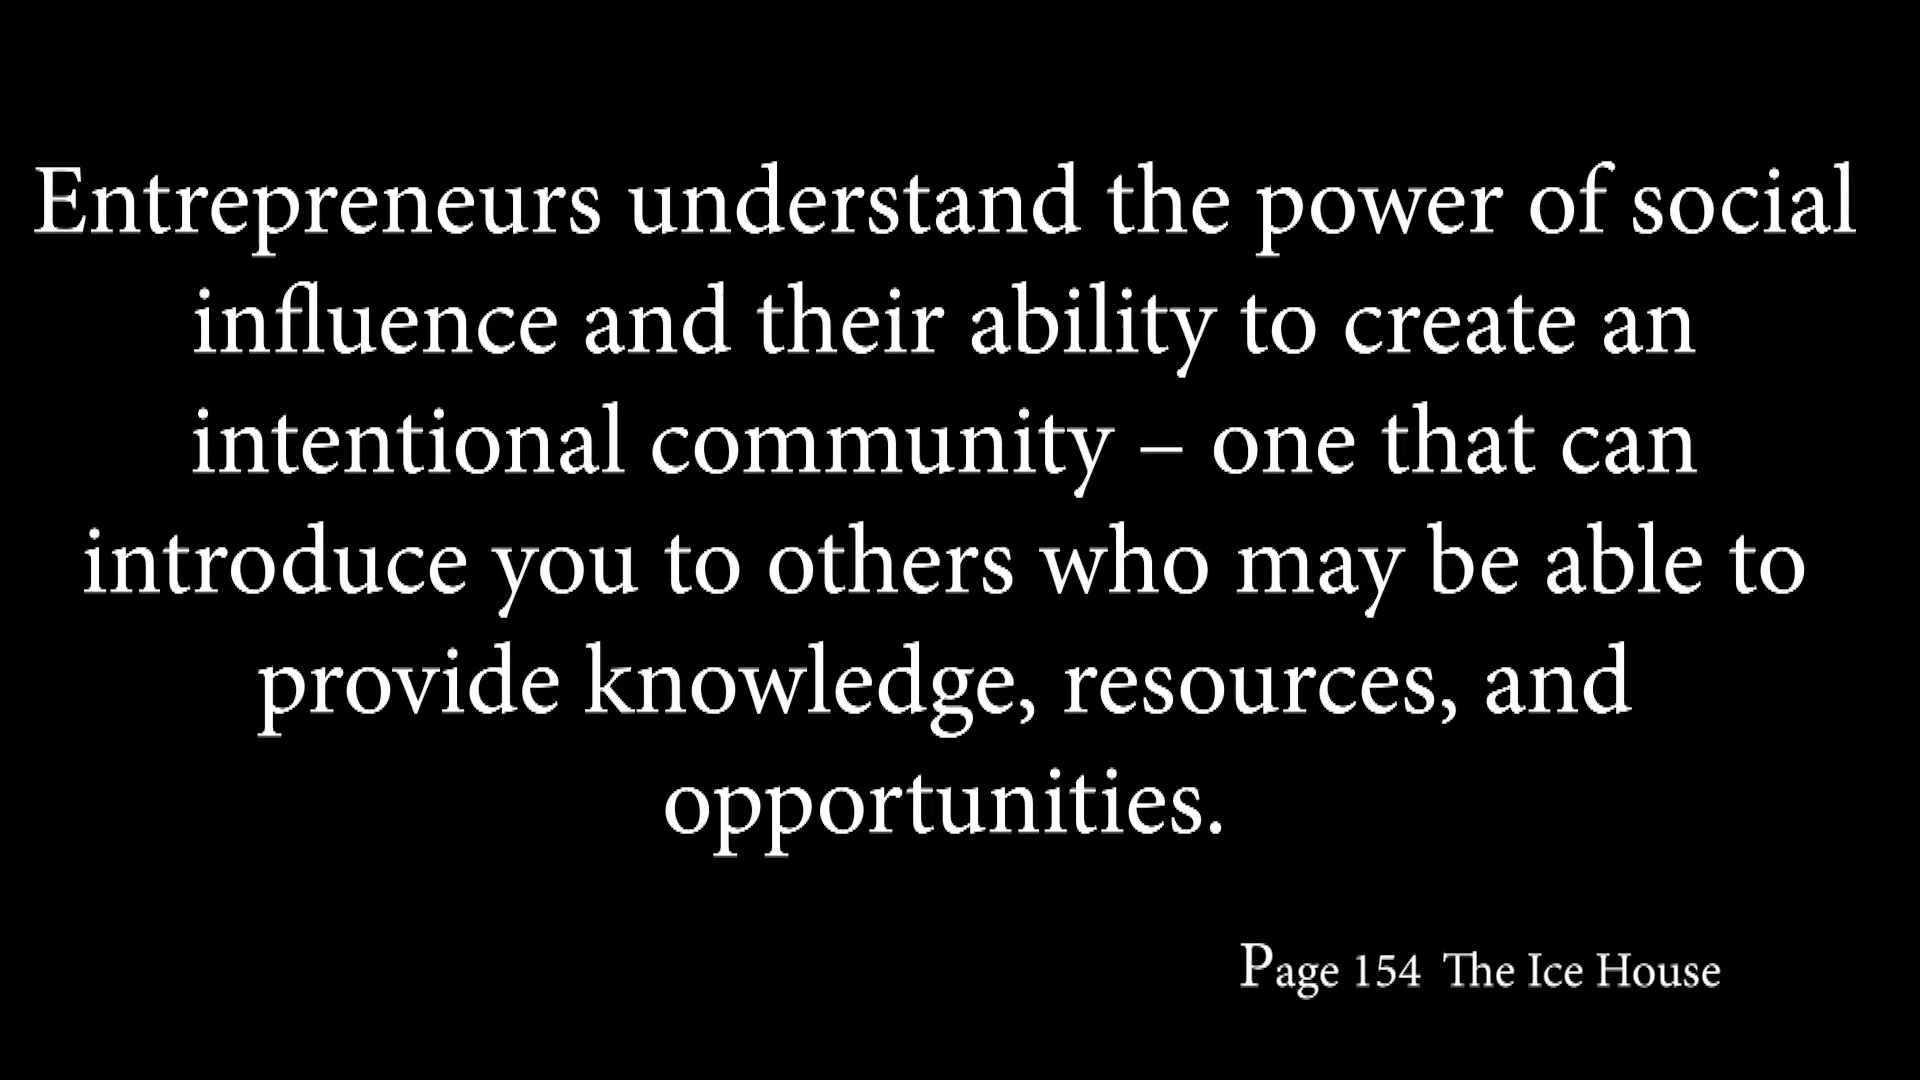 Entrepreneurs understand the power of social
influence and their ability to create an
intentional community – one that can
introduce you to others who may be able to
provide knowledge, resources, and
opportunities.
Page 154 The Ice House